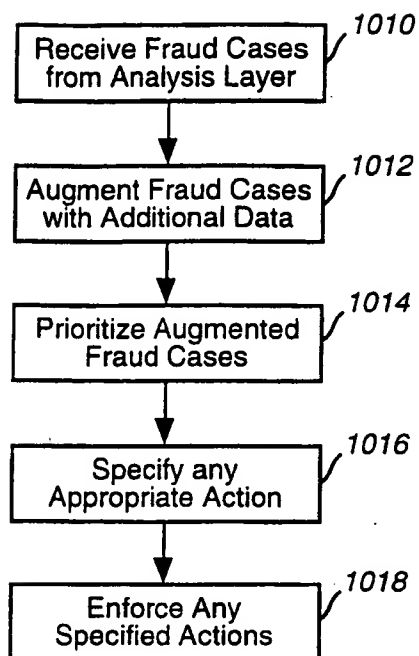 1010
Receive Fraud Cases
from Analysis Layer
1012
Augment Fraud Cases
with Additional Data
1014
Prioritize Augmented
Fraud Cases
1016
Specify any
Appropriate Action
1018
Enforce Any
Specified Actions